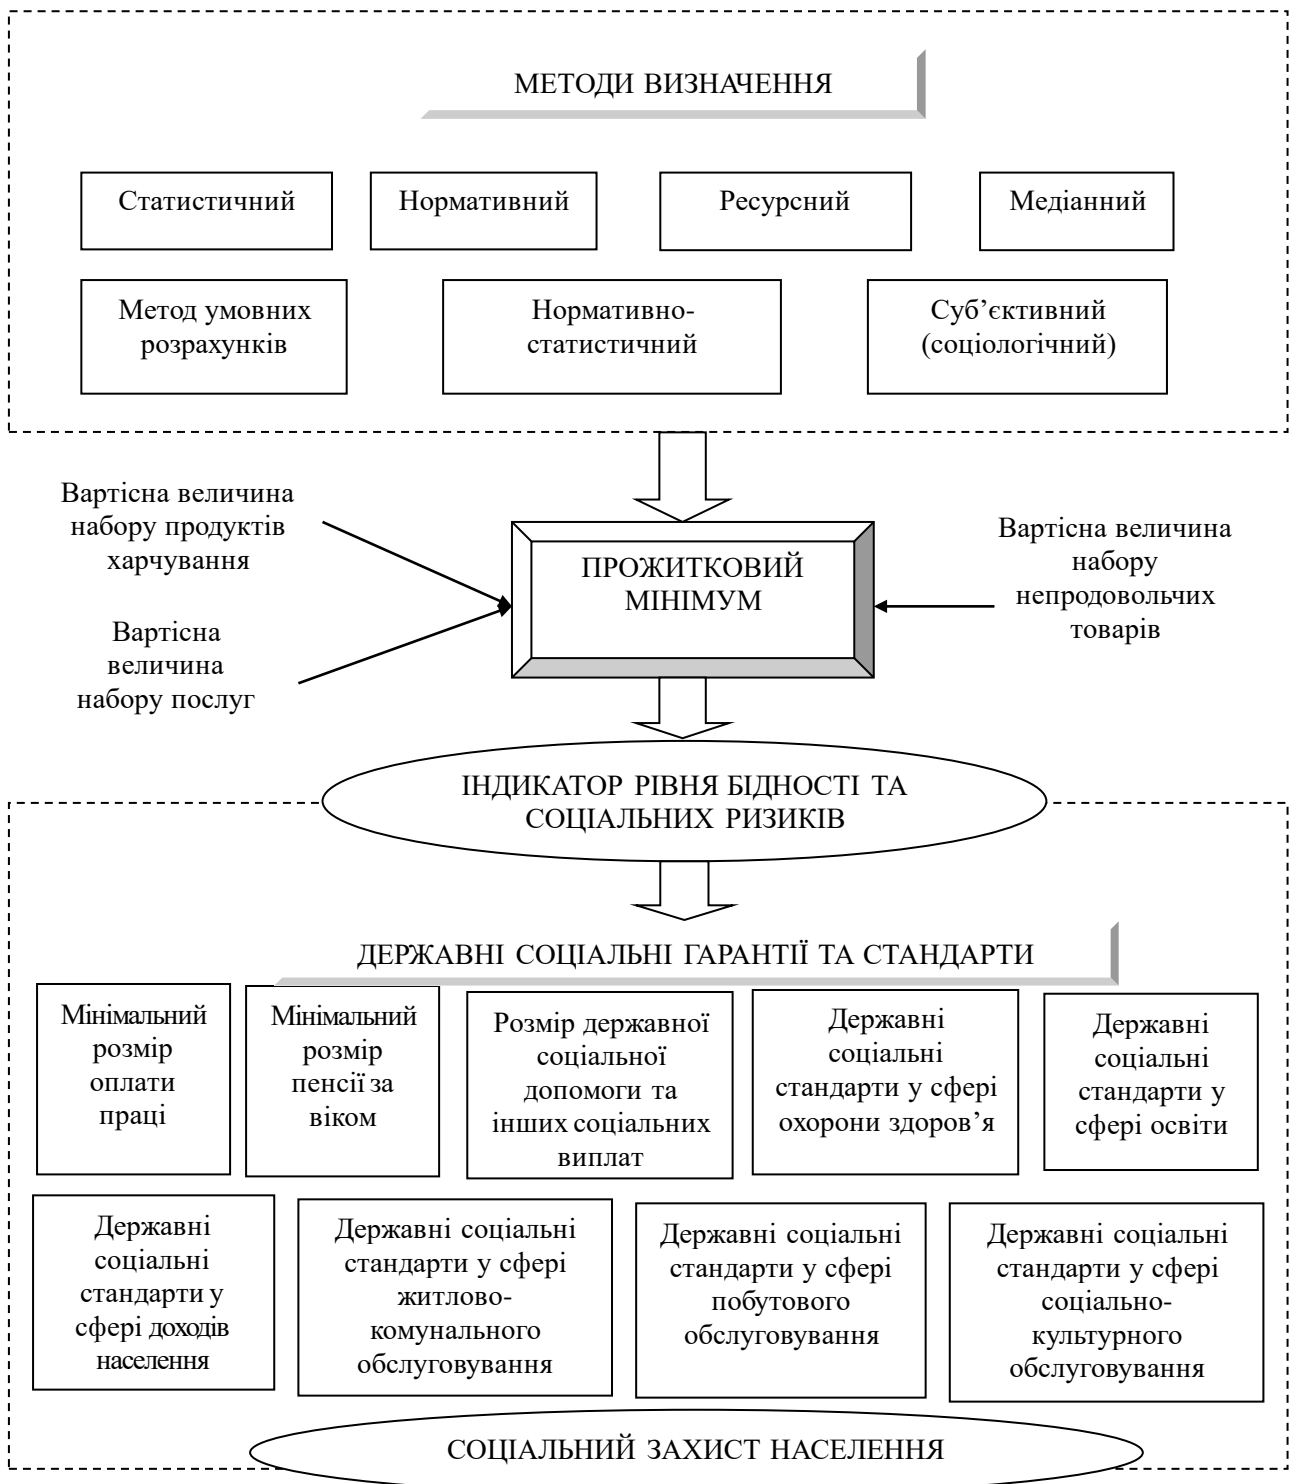 МЕТОДИ ВИЗНАЧЕННЯ
Статистичний
Нормативний
Ресурсний
Медіанний
Метод умовних
розрахунків
Нормативно-
статистичний
Суб’єктивний
(соціологічний)
Вартісна величина
набору продуктів
харчування
Вартісна
величина
набору послуг
ПРОЖИТКОВИЙ
МІНІМУМ
Вартісна величина
набору
непродовольчих
товарів
ІНДИКАТОР РІВНЯ БІДНОСТІ ТА
СОЦІАЛЬНИХ РИЗИКІВ
ДЕРЖАВНІ СОЦІАЛЬНІ ГАРАНТІЇ ТА СТАНДАРТИ
Мінімальний
розмір
оплати
праці
Мінімальний
розмір
пенсії за
віком
Розмір державної
соціальної
допомоги та
інших соціальних
виплат
Державні
соціальні
стандарти у сфері
охорони здоров’я
Державні
соціальні
стандарти у
сфері освіти
Державні
соціальні
стандарти у
сфері доходів
населення
Державні соціальні
стандарти у сфері
житлово-
комунального
обслуговування
Державні соціальні
стандарти у сфері
побутового
обслуговування
Державні соціальні
стандарти у сфері
соціально-
культурного
обслуговування
СОЦІАЛЬНИЙ ЗАХИСТ НАСЕЛЕННЯ